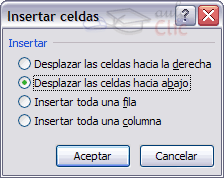 Insertar celdas
Insertar
Desplazar las celdas hacia la derecha
Desplazar las celdas hacia abajo
Insertar toda una fila
Insertar toda una columna
Aceptar
Cancelar